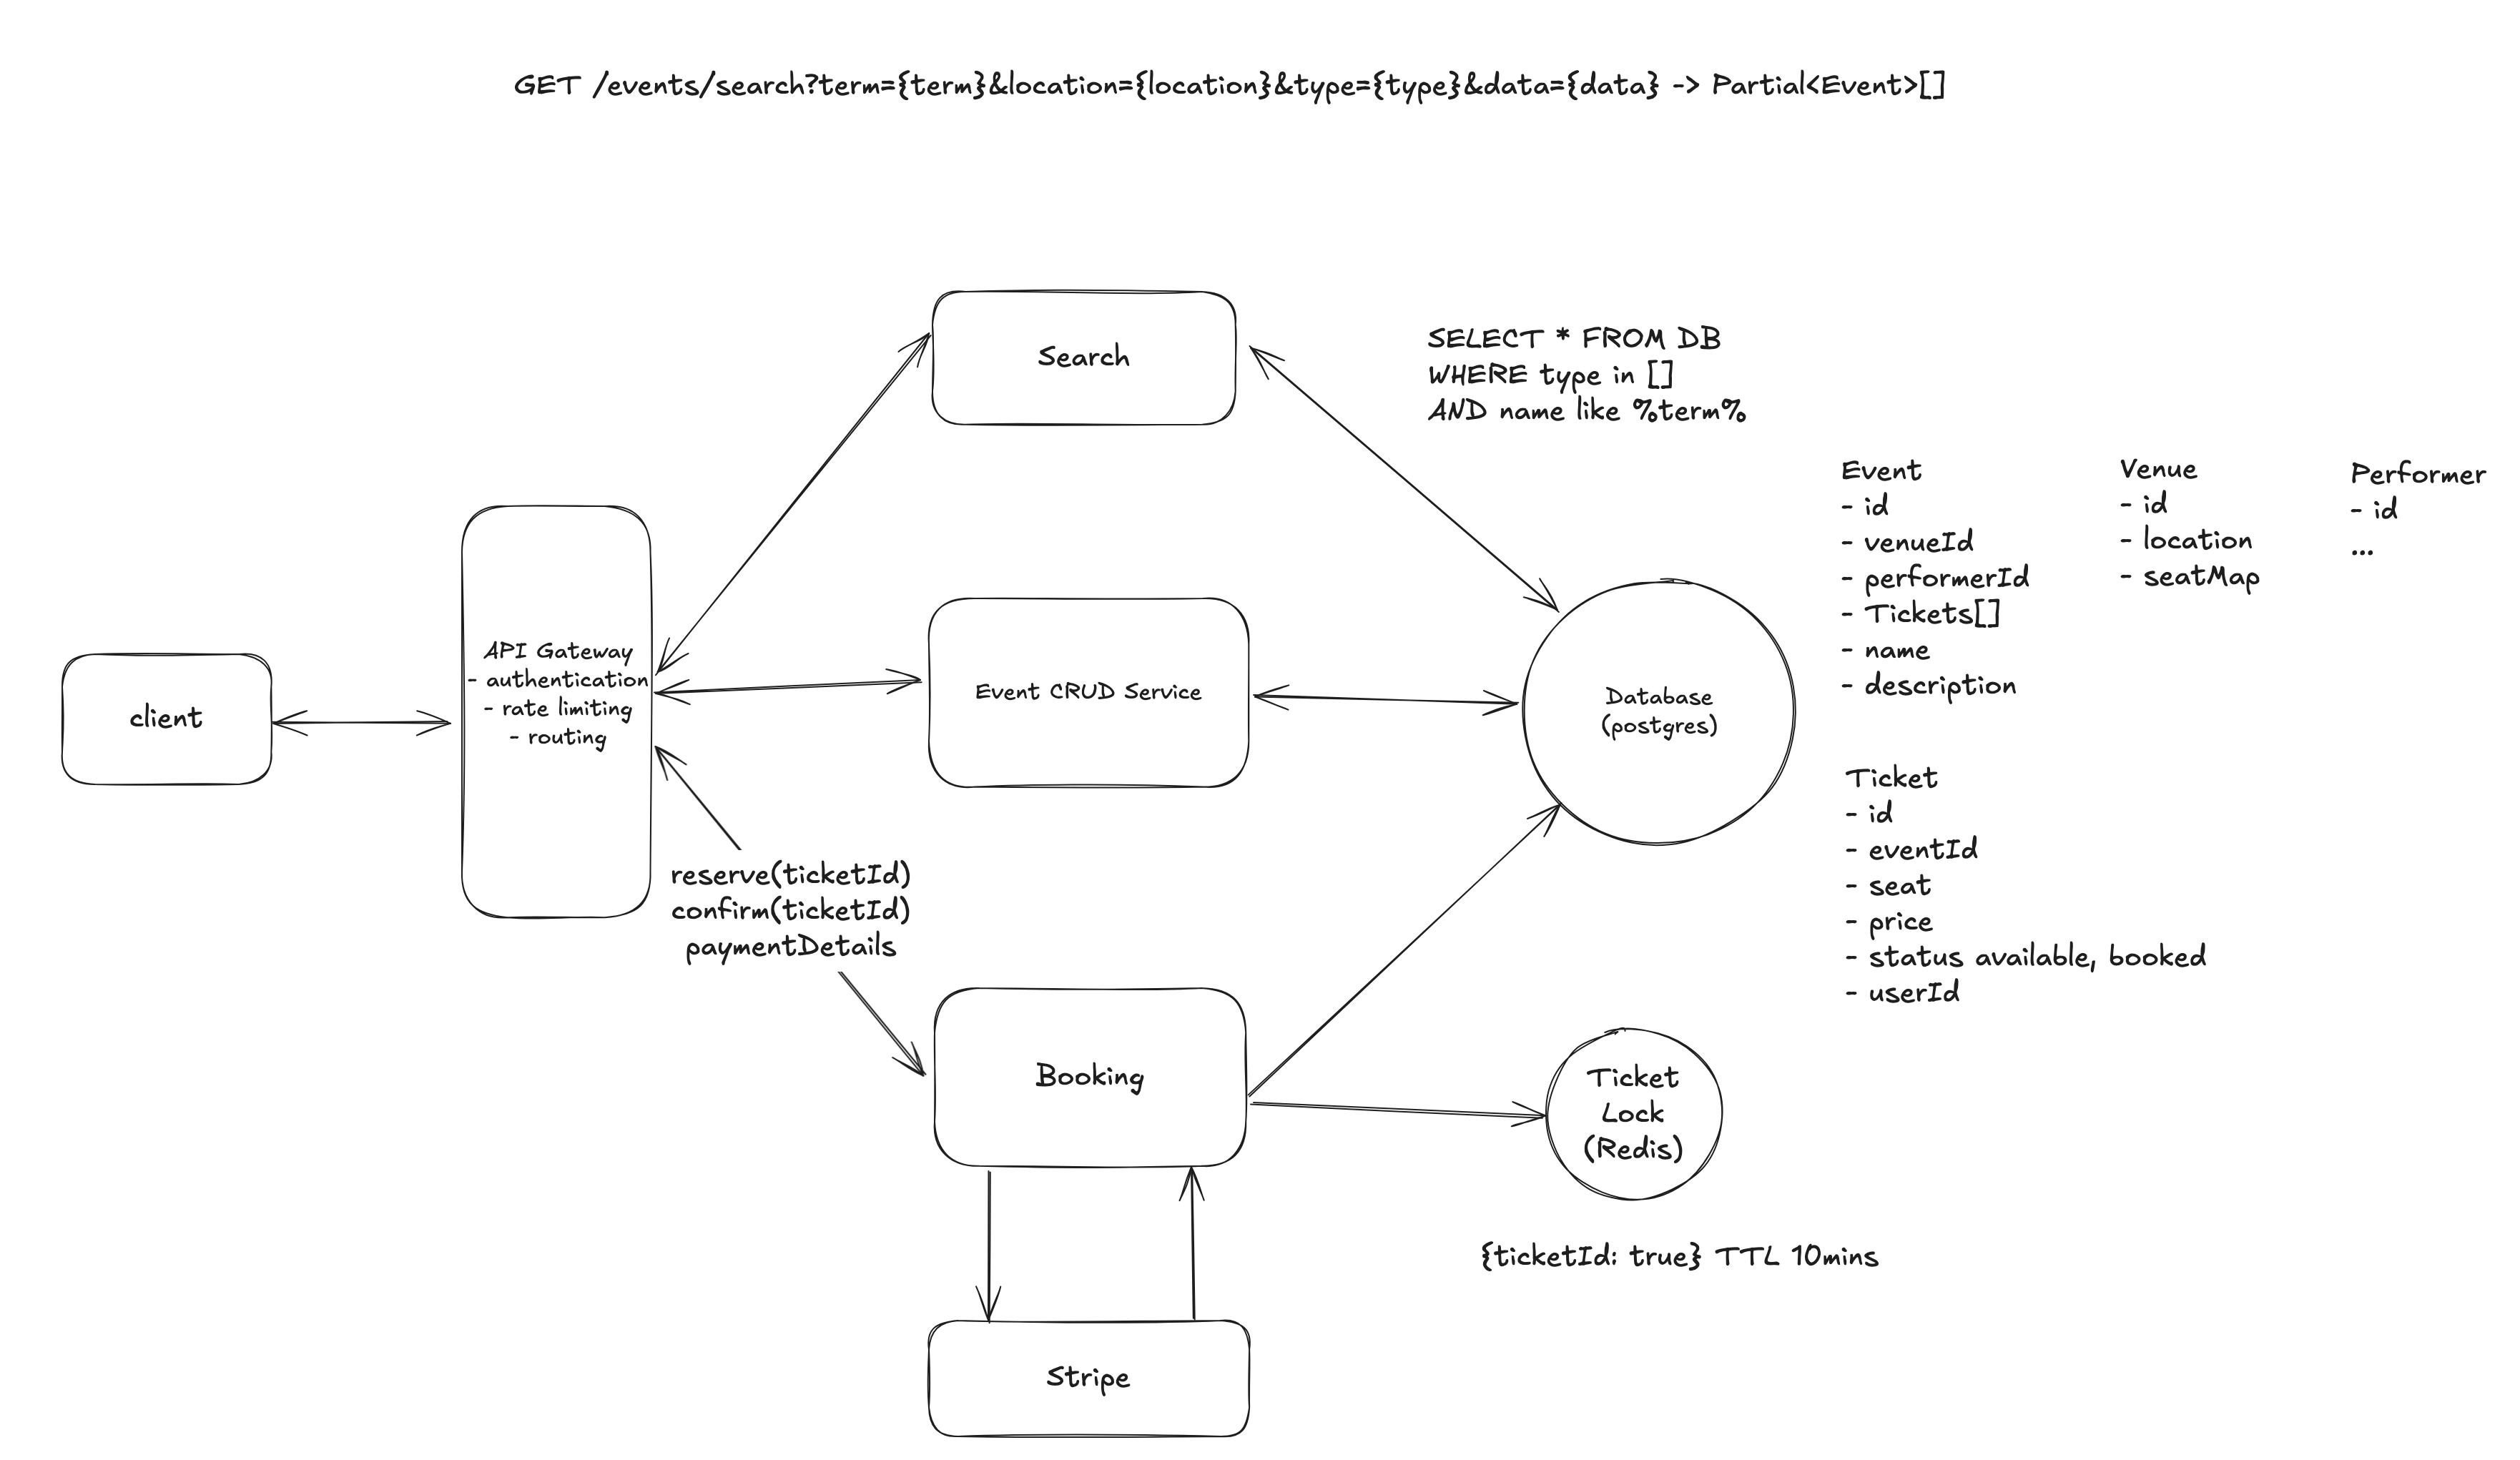 GET /events/search?term={term}&location={location}&type={type}&data={data} -> Partial<Event>[]
Search
SELECT * FROM DB
WHERE type in []
AND name like %term%
Event
- id
- venueId
- performerId
- Tickets[]
- name
- description
Venue
- id
- location
- seatMap
Performer
- id
...
client
API Gateway
- authentication
- rate limiting
- routing
Event CRUD Service
Database
(postgres)
Ticket
- id
- eventId
- seat
- price
- status available, booked
- userId
reserve(ticketId)
confirm(ticketId)
paymentDetails
Booking
Ticket
Lock
(Redis)
{ticketId: true} TTL 10mins
Stripe